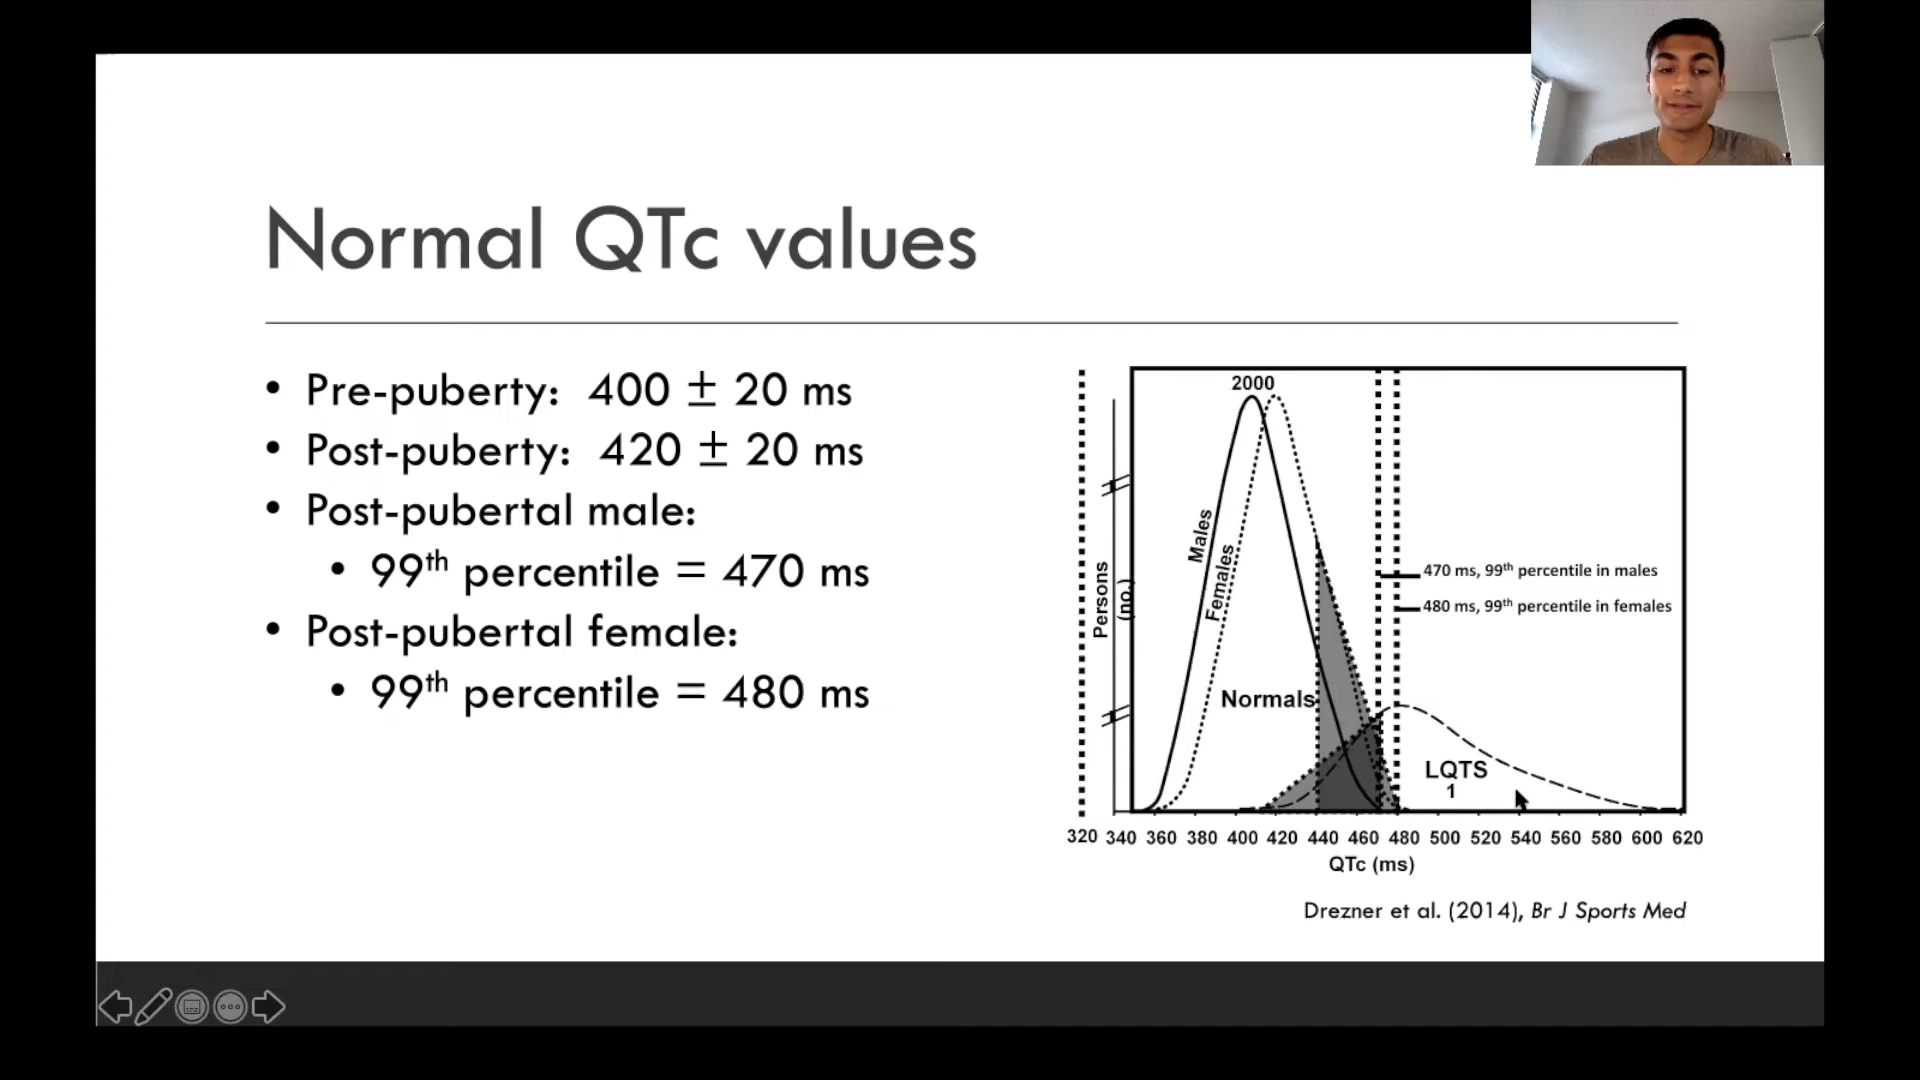 Normal QTc values
• Pre-puberty: 400 ± 20 ms
• Post-puberty: 420 ± 20 ms
• Post-pubertal male:
• 99th percentile = 470 ms
• Post-pubertal female:
• 99th percentile = 480 ms
2000
Males
Females
Persons
(no.)
470 ms, 99th percentile in males
480 ms, 99th percentile in females
Normals
LQTS
1
320 340 360 380 400 420 440 460 480 500 520 540 560 580 600 620
QTc (ms)
Drezner et al. (2014), Br J Sports Med